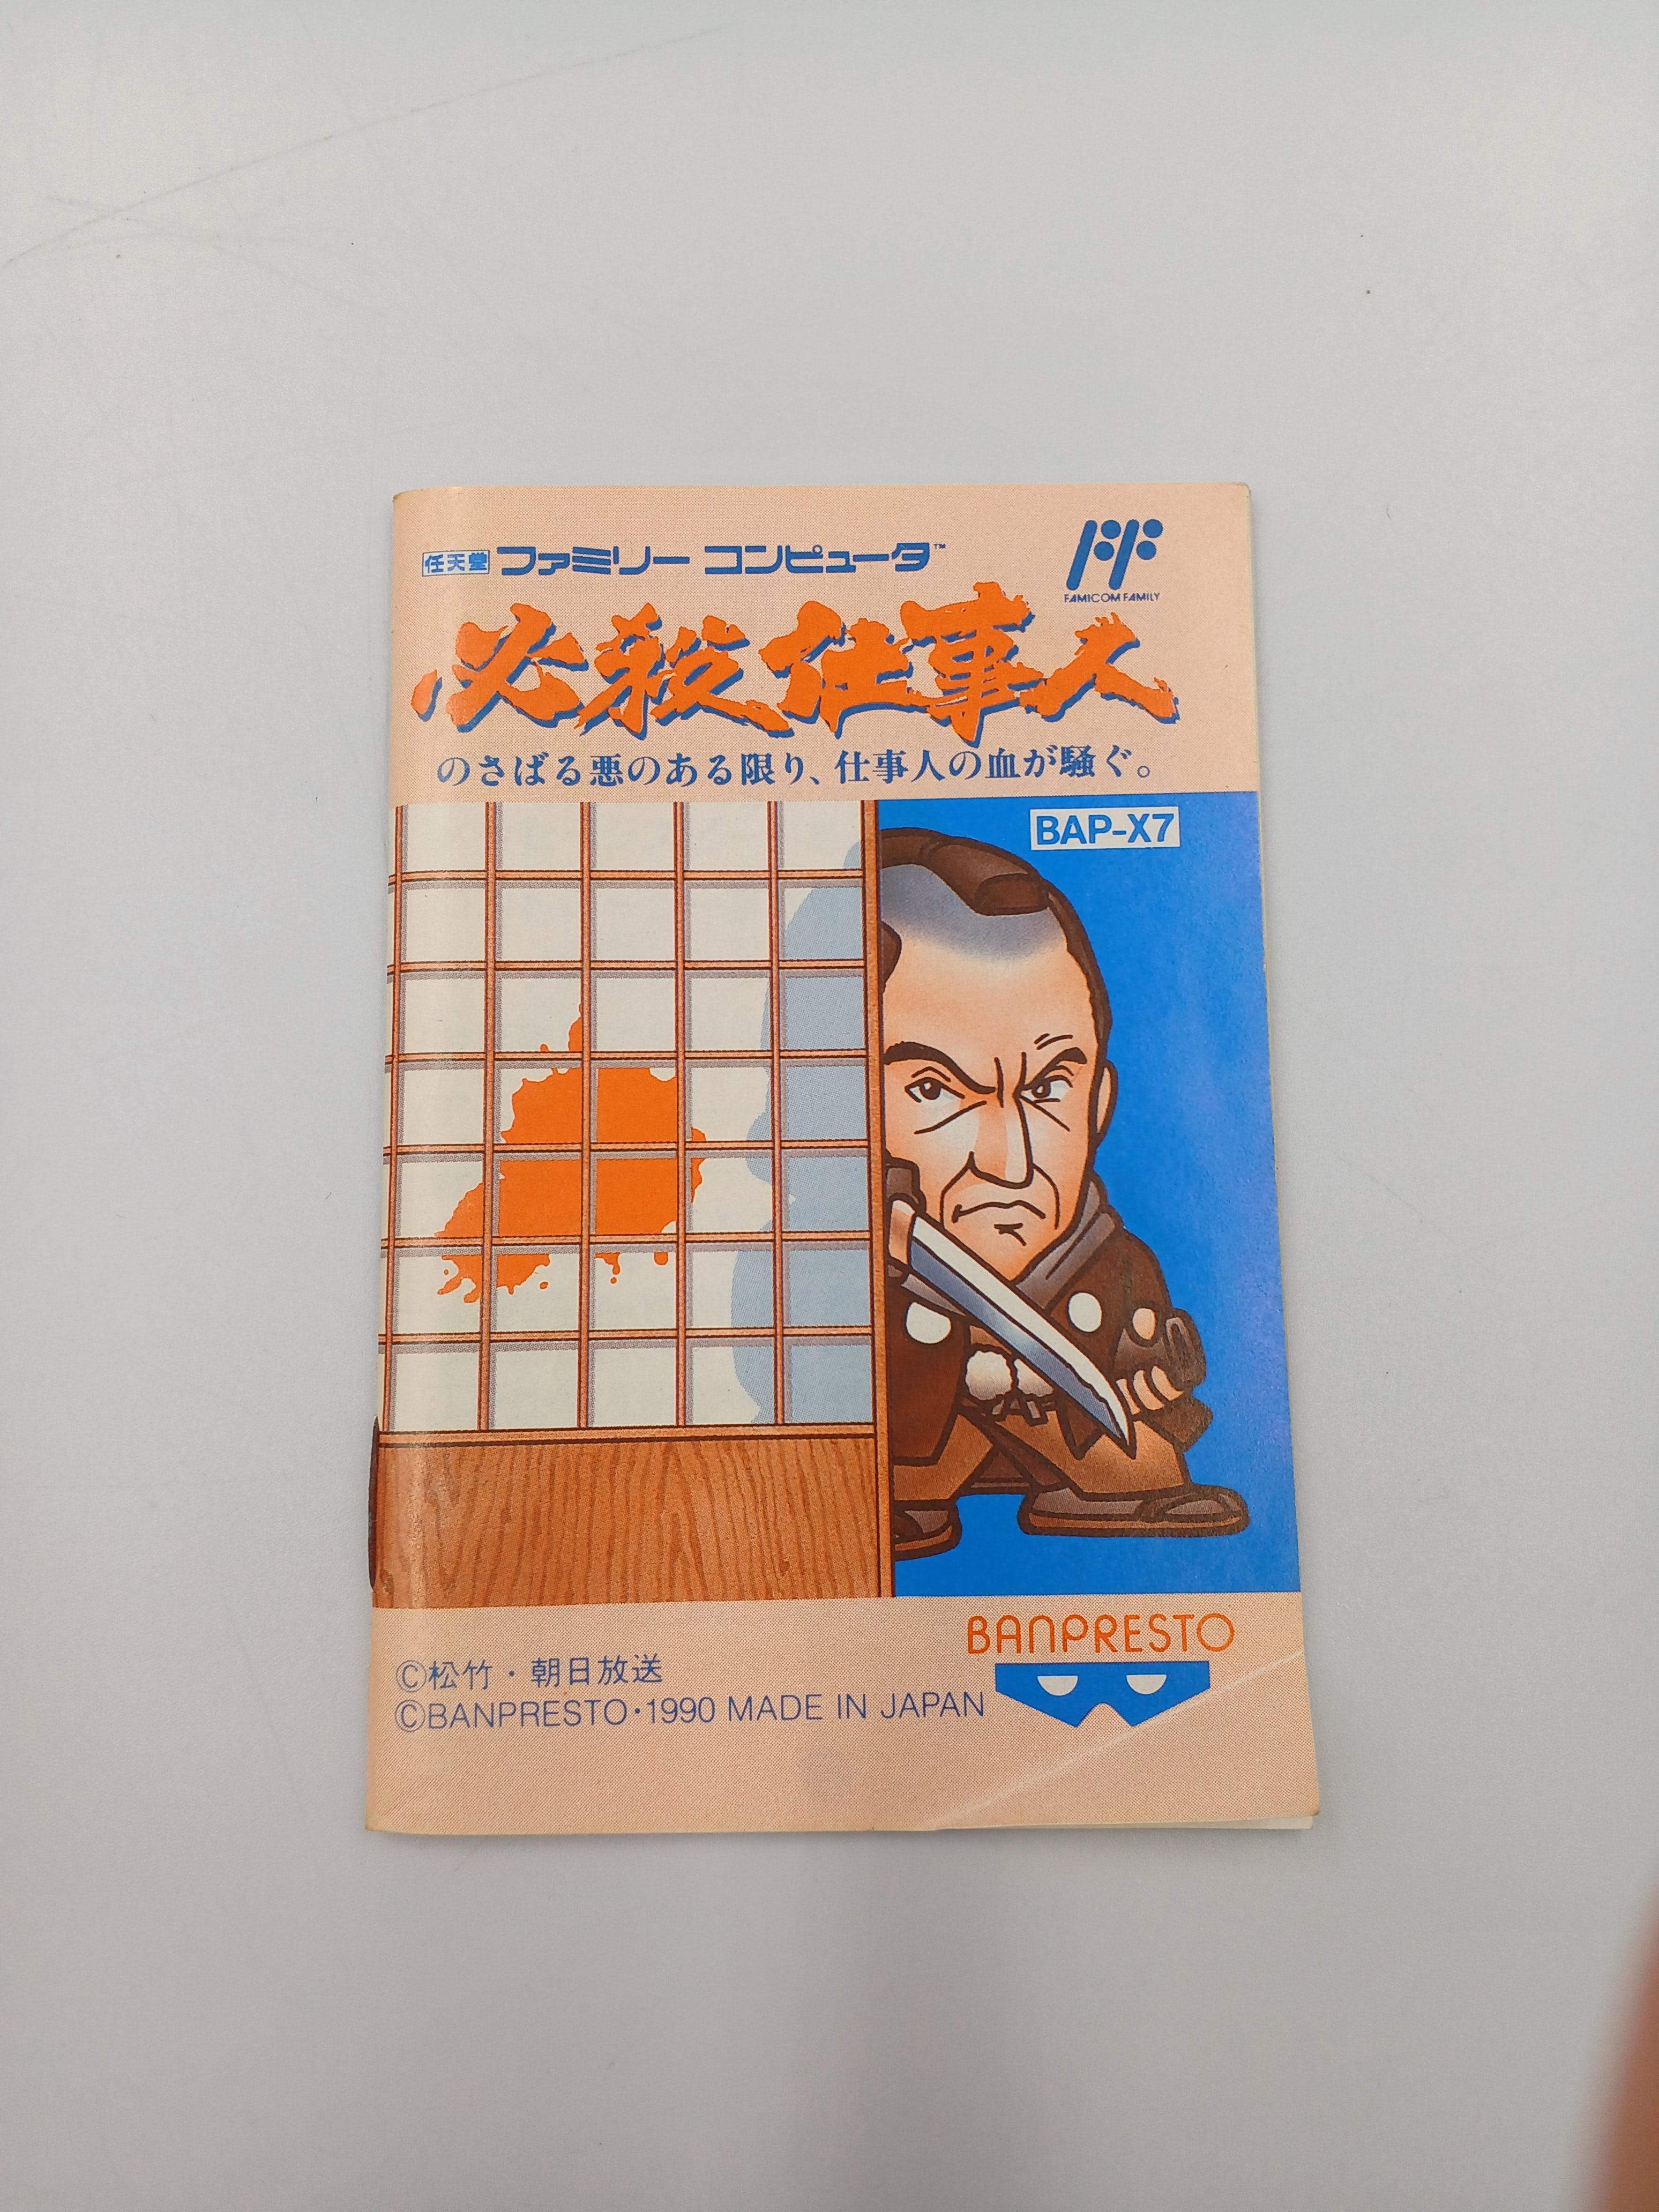 任天堂 ファミリー コンピュータ™
FAMICOM FAMILY
必殺仕事人
のさばる悪のある限り、仕事人の血が騒ぐ。
BAP-X7
BANPRESTO
©松竹・朝日放送
©BANPRESTO・1990 MADE IN JAPAN